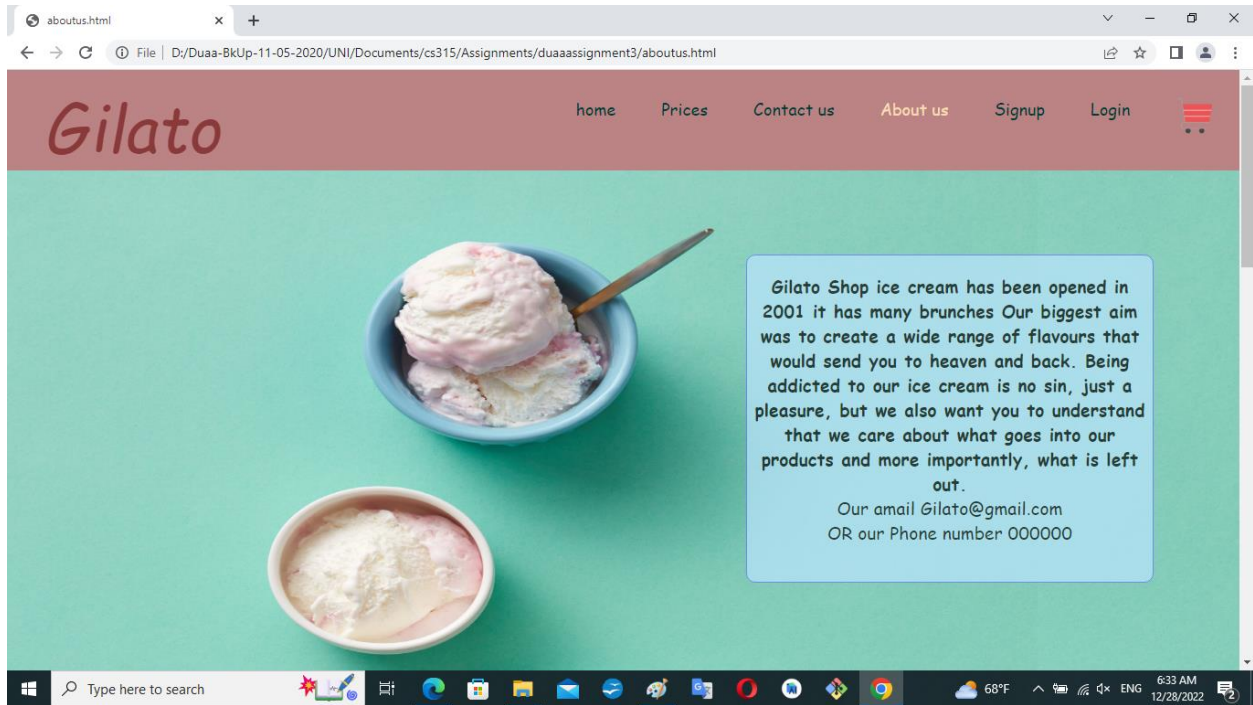 aboutus.html
File D:/Duaa-BkUp-11-05-2020/UNI/Documents/cs315/Assignments/duaaassignment3/aboutus.html
Gilato
home Prices Contact us About us Signup Login
Gilato Shop ice cream has been opened in
2001 it has many brunches Our biggest aim
was to create a wide range of flavours that
would send you to heaven and back. Being
addicted to our ice cream is no sin, just a
pleasure, but we also want you to understand
that we care about what goes into our
products and more importantly, what is left
out.
Our amail Gilato@gmail.com
OR our Phone number 000000
Type here to search
68°F
ENG
6:33 AM
12/28/2022
2